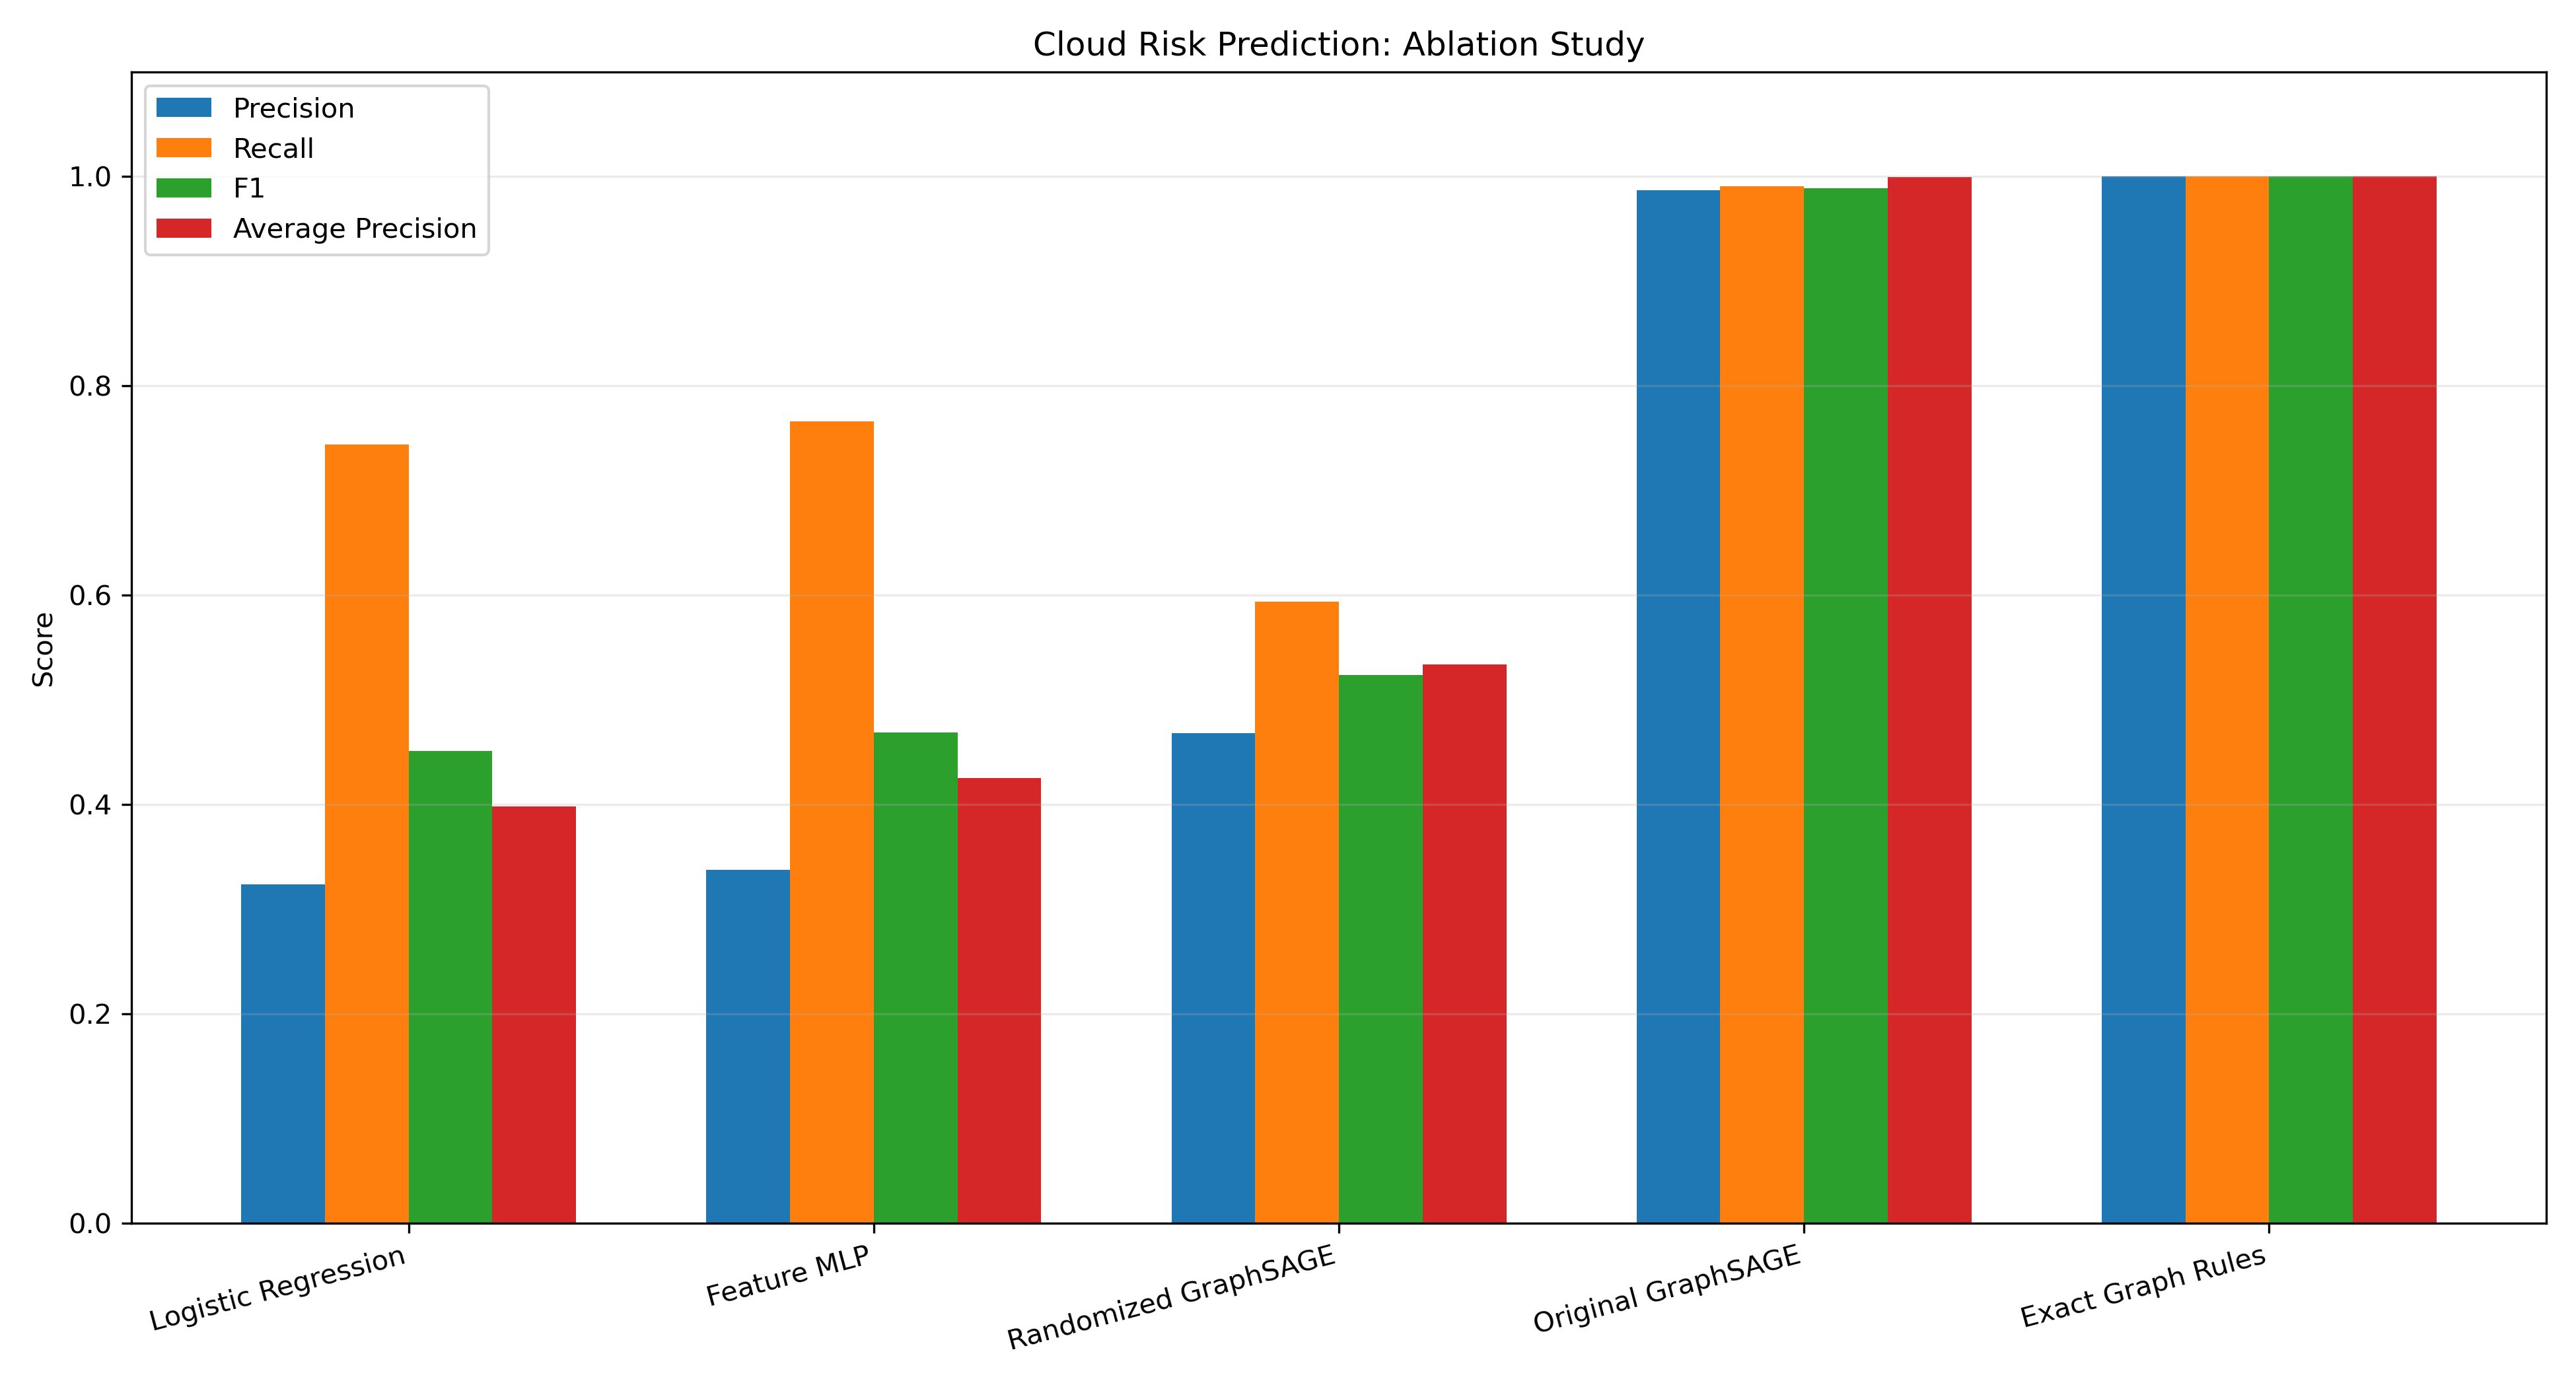 Cloud Risk Prediction: Ablation Study
Precision
Recall
F1
Average Precision
1.0
0.8
0.6
0.4
0.2
0.0
Score
Logistic Regression
Feature MLP
Randomized GraphSAGE
Original GraphSAGE
Exact Graph Rules